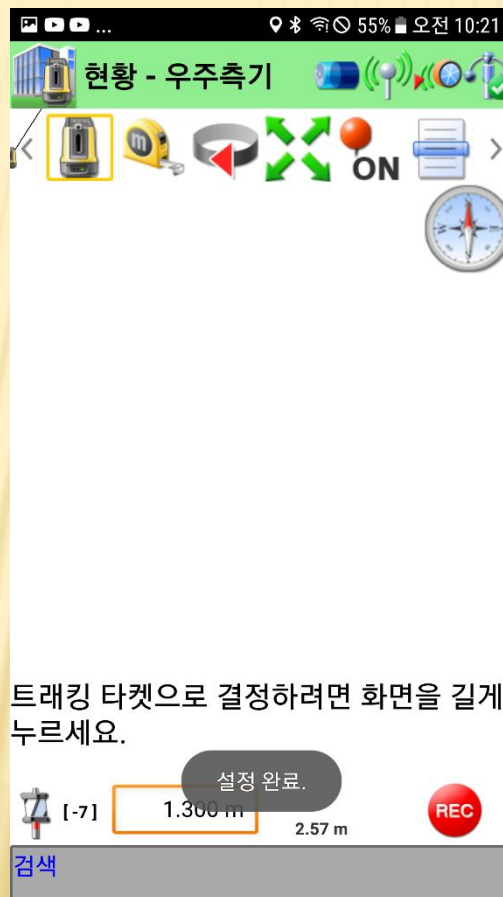 ... 55% 오전 10:21
현황 - 우주측기
m
ON
트래킹 타켓으로 결정하려면 화면을 길게
누르세요.
설정 완료.
[-7] 1.300 m 2.57 m REC
검색